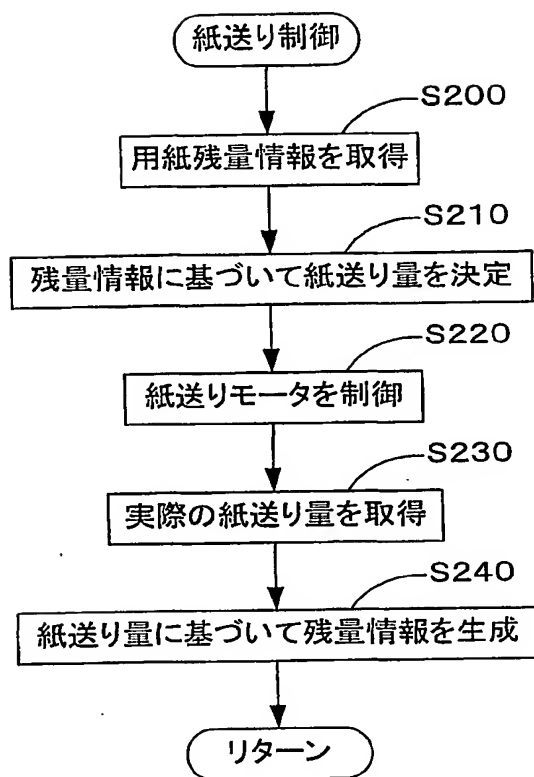 紙送り制御
S200
用紙残量情報を取得
S210
残量情報に基づいて紙送り量を決定
S220
紙送りモータを制御
S230
実際の紙送り量を取得
S240
紙送り量に基づいて残量情報を生成
リターン